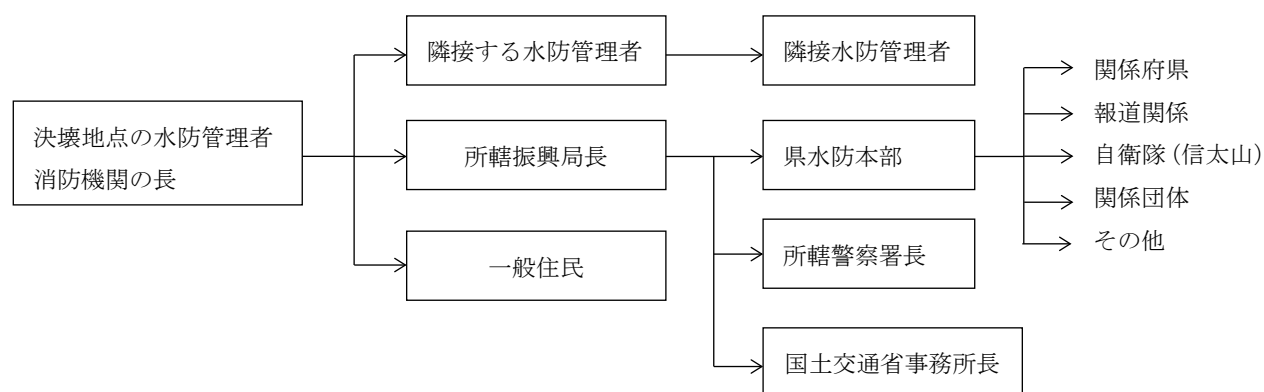 決壊地点の水防管理者
消防機関の長
隣接する水防管理者
所轄振興局長
一般住民
隣接水防管理者
県水防本部
所轄警察署長
国土交通省事務所長
関係府県
報道関係
自衛隊(信太山)
関係団体
その他